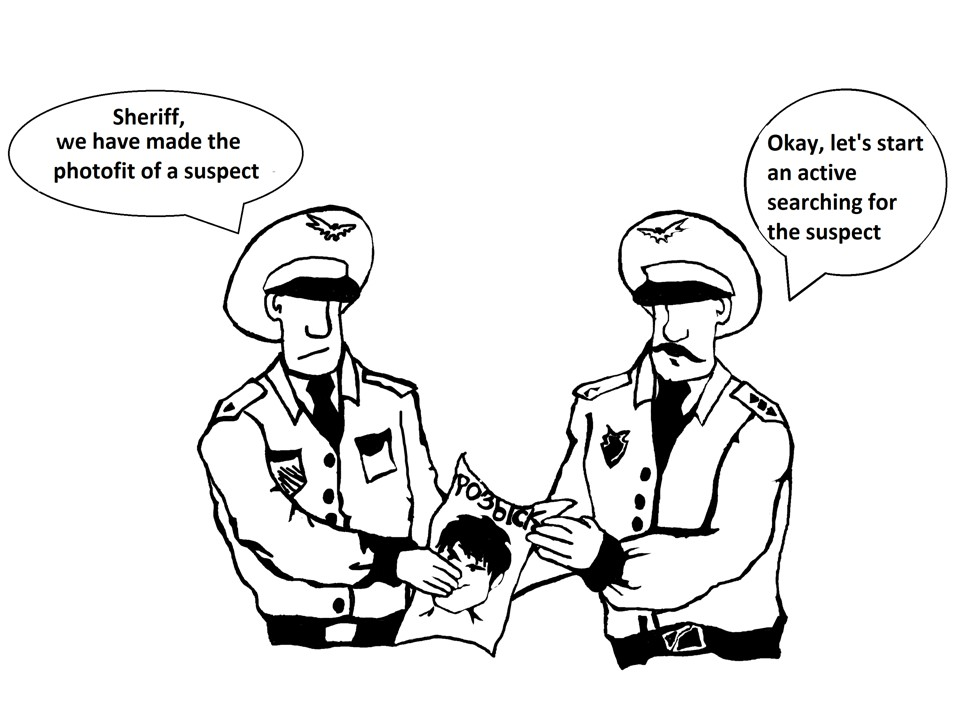 Sheriff,
we have made the
photofit of a suspect
Okay, let's start
an active
searching for
the suspect
РОЗЫСК